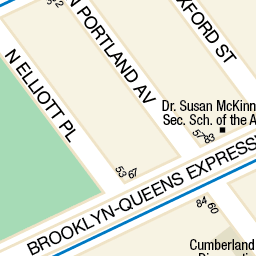 N ELLIOTT PL
N PORTLAND AV
XFORD ST
Dr. Susan McKinn
Sec. Sch. of the A
57-83
53-67
BROOKLYN-QUEENS EXPRESS
84 60
Cumberland